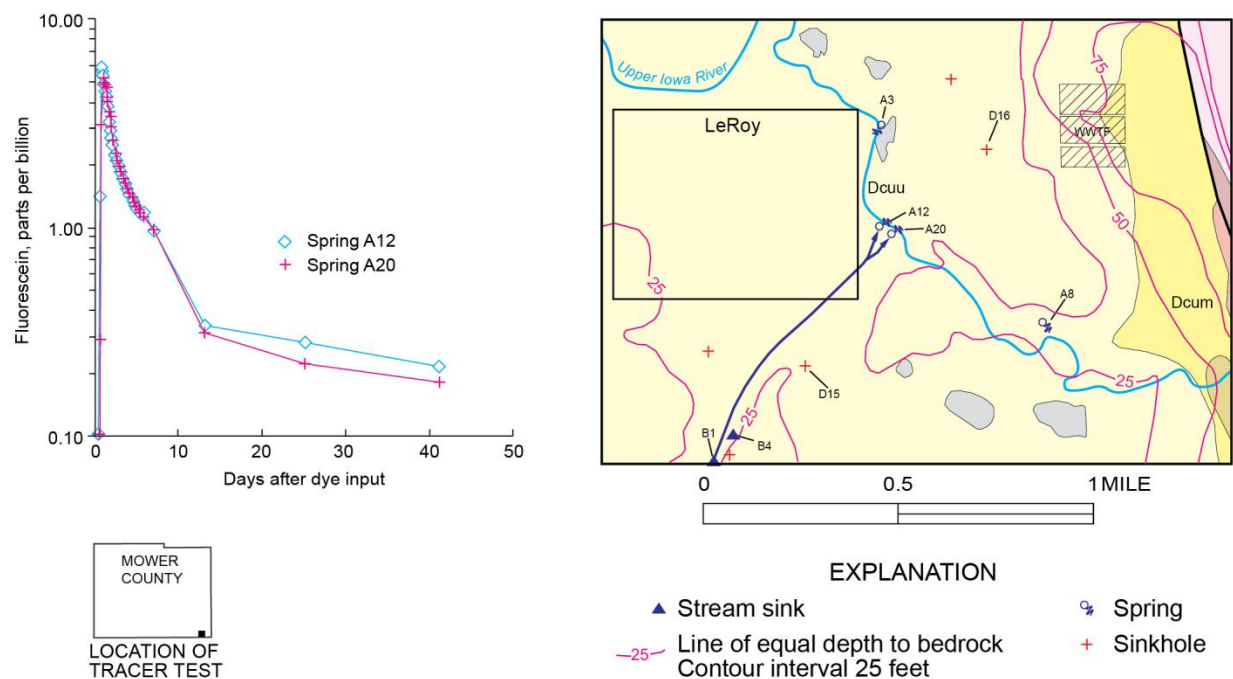 10.00
1.00
0.10
Fluorescein, parts per billion
0
10
20
30
40
50
Days after dye input
Spring A12
Spring A20
Upper Iowa River
LeRoy
A3
D16
75
WWTF
Dcuu
A12
A20
50
25
A8
Dcum
25
D15
25
B1
B4
25
0
0.5
1 MILE
MOWER
COUNTY
LOCATION OF
TRACER TEST
EXPLANATION
Stream sink
Spring
25
Line of equal depth to bedrock
Contour interval 25 feet
Sinkhole